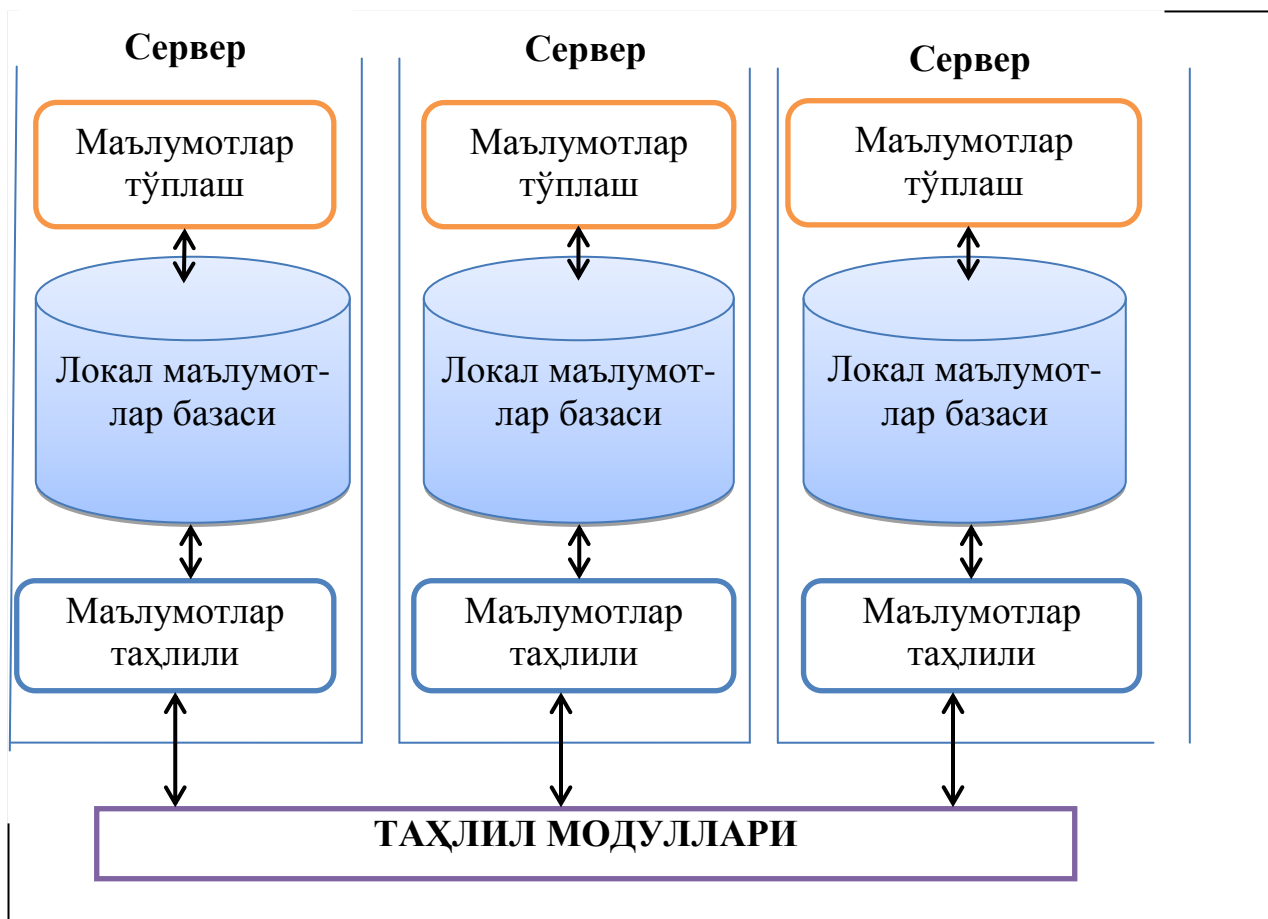 Сервер
Маълумотлар
тўплаш
Локал маълумот-
лар базаси
Маълумотлар
таҳлили
Сервер
Маълумотлар
тўплаш
Локал маълумот-
лар базаси
Маълумотлар
таҳлили
Сервер
Маълумотлар
тўплаш
Локал маълумот-
лар базаси
Маълумотлар
таҳлили
ТАҲЛИЛ МОДУЛЛАРИ